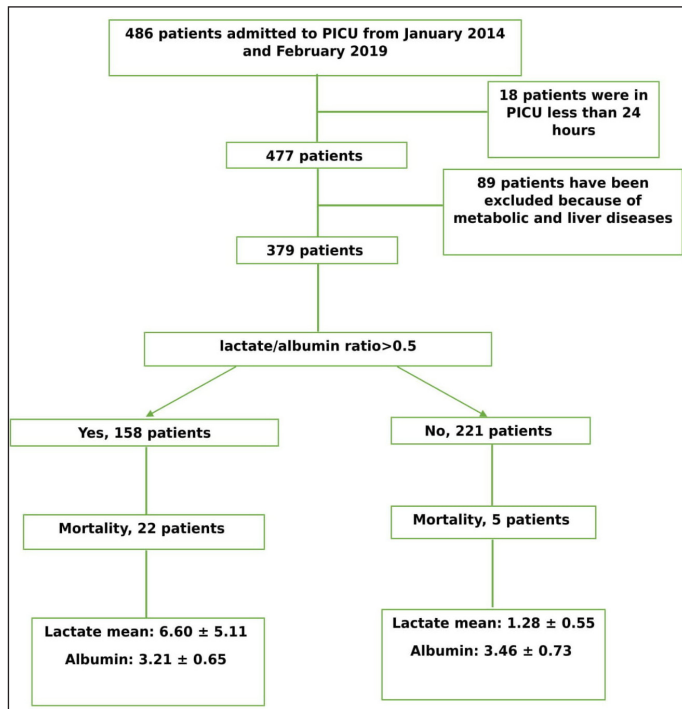 486 patients admitted to PICU from January 2014
and February 2019
18 patients were in
PICU less than 24
hours
477 patients
89 patients have been
excluded because of
metabolic and liver diseases
379 patients
lactate/albumin ratio>0.5
Yes, 158 patients
No, 221 patients
Mortality, 22 patients
Mortality, 5 patients
Lactate mean: 6.60 ± 5.11
Albumin: 3.21 ± 0.65
Lactate mean: 1.28 ± 0.55
Albumin: 3.46 ± 0.73